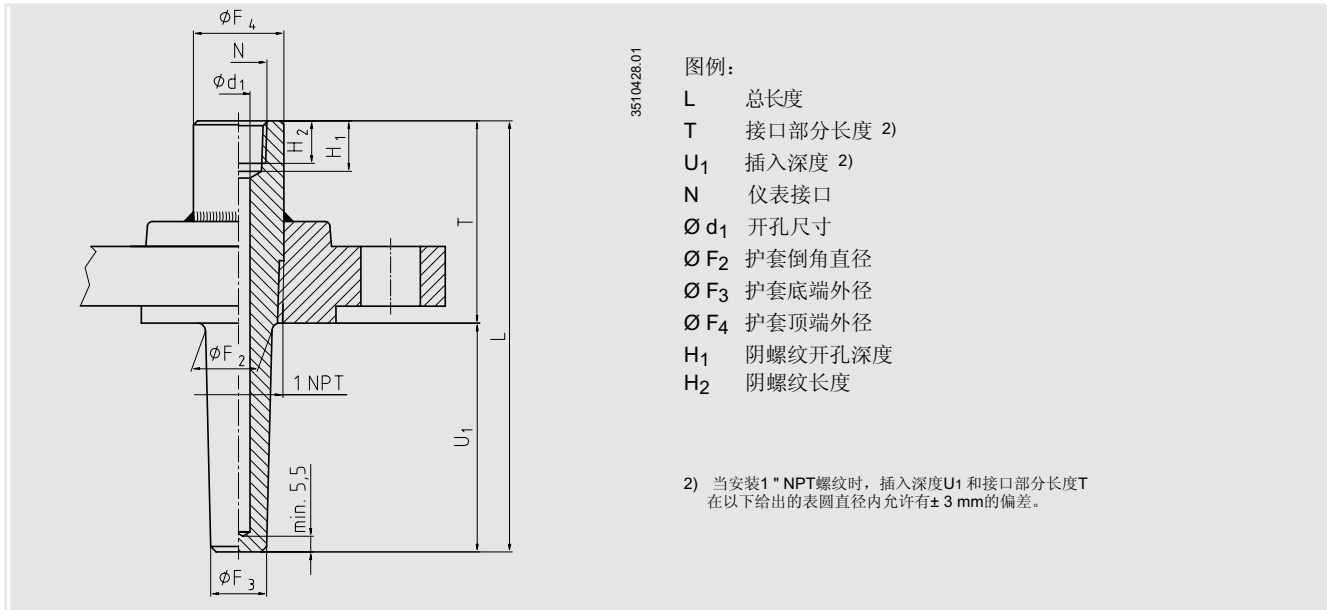 ϕF4
N
ϕd1
H2
H1
T
L
ϕF2
1 NPT
U1
min. 5,5
ϕF3
3510428.01
图例：
L 总长度
T 接口部分长度 2)
U1 插入深度 2)
N 仪表接口
Ø d1 开孔尺寸
Ø F2 护套倒角直径
Ø F3 护套底端外径
Ø F4 护套顶端外径
H1 阴螺纹开孔深度
H2 阴螺纹长度
2) 当安装1 " NPT螺纹时，插入深度U1 和接口部分长度T
在以下给出的表圆直径内允许有± 3 mm的偏差。